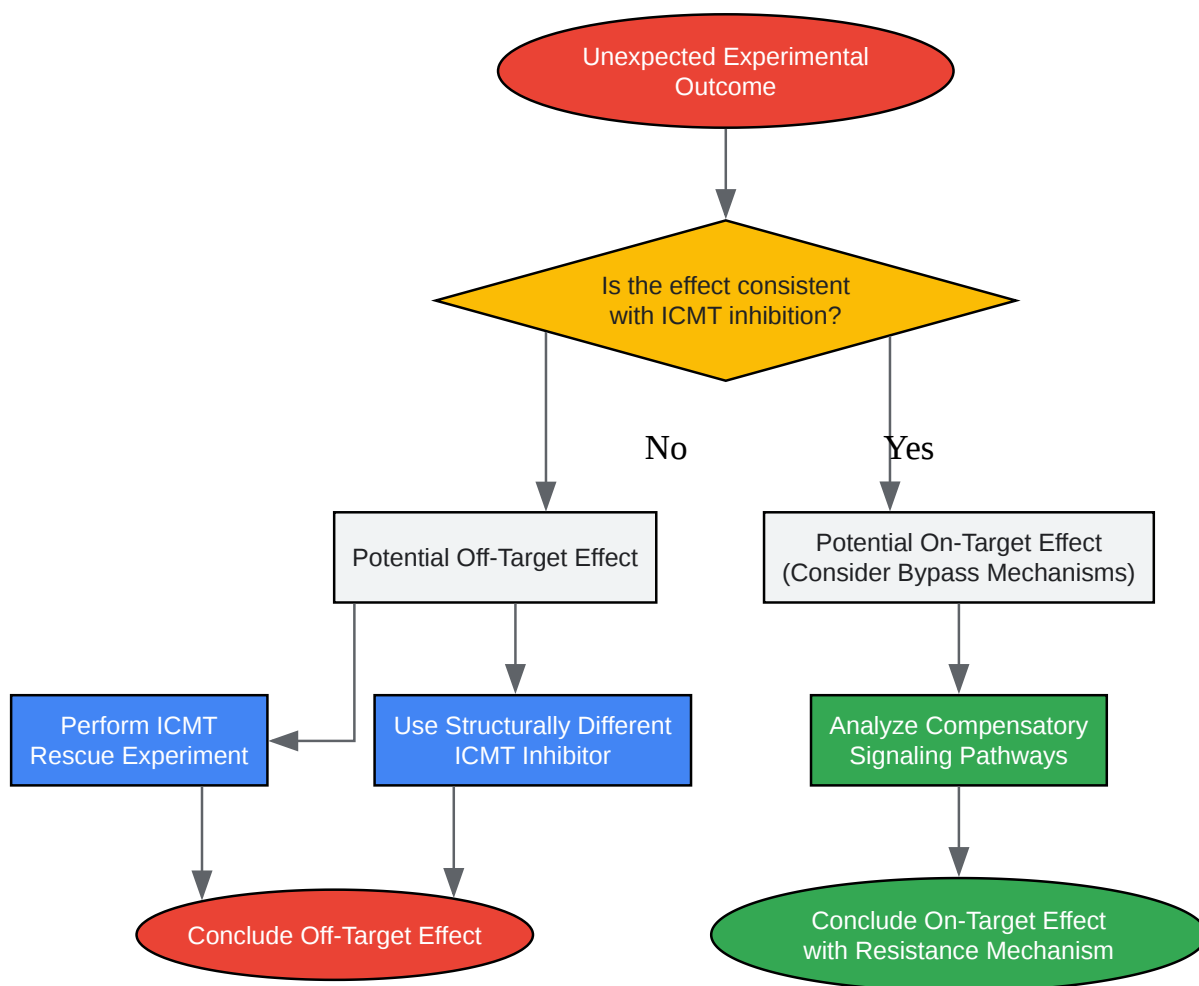 Unexpected Experimental
Outcome
Is the effect consistent
with ICMT inhibition?
No
Yes
Potential Off-Target Effect
Potential On-Target Effect
(Consider Bypass Mechanisms)
Perform ICMT
Rescue Experiment
Use Structurally Different
ICMT Inhibitor
Analyze Compensatory
Signaling Pathways
Conclude Off-Target Effect
Conclude On-Target Effect
with Resistance Mechanism